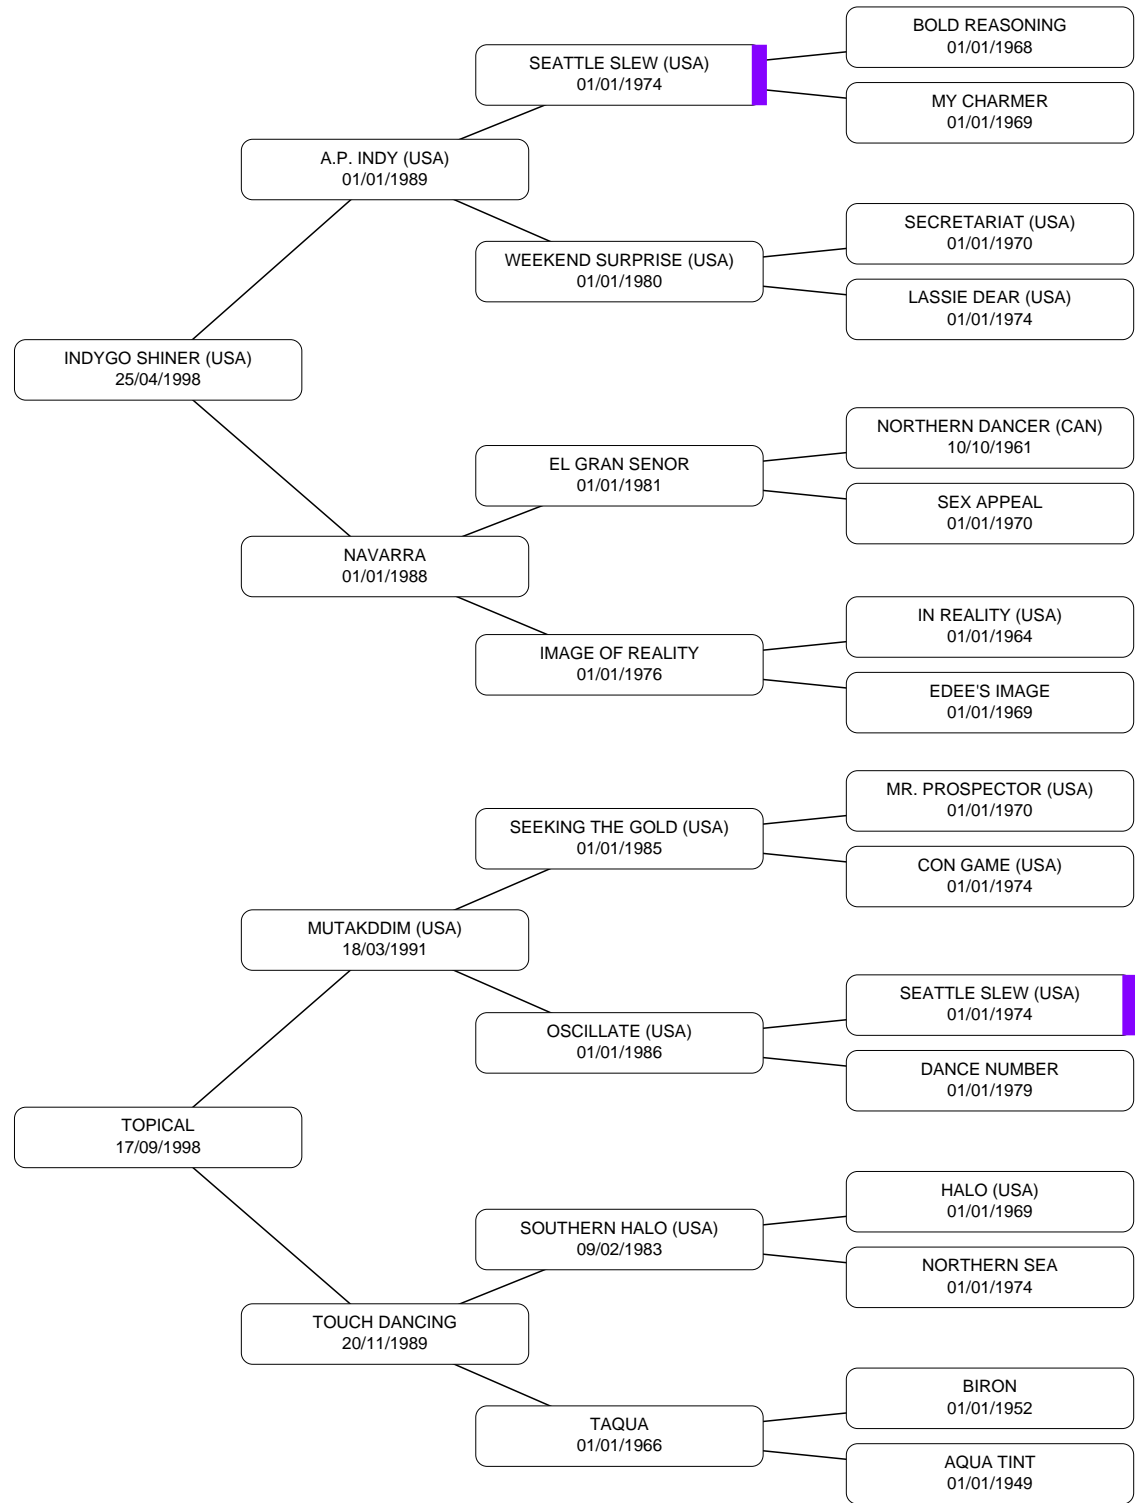 BOLD REASONING
01/01/1968
SEATTLE SLEW (USA)
01/01/1974
MY CHARMER
01/01/1969
A.P. INDY (USA)
01/01/1989
SECRETARIAT (USA)
01/01/1970
WEEKEND SURPRISE (USA)
01/01/1980
LASSIE DEAR (USA)
01/01/1974
INDYGO SHINER (USA)
25/04/1998
NORTHERN DANCER (CAN)
10/10/1961
EL GRAN SENOR
01/01/1981
SEX APPEAL
01/01/1970
NAVARRA
01/01/1988
IN REALITY (USA)
01/01/1964
IMAGE OF REALITY
01/01/1976
EDEE'S IMAGE
01/01/1969
MR. PROSPECTOR (USA)
01/01/1970
SEEKING THE GOLD (USA)
01/01/1985
CON GAME (USA)
01/01/1974
MUTAKDDIM (USA)
18/03/1991
SEATTLE SLEW (USA)
01/01/1974
OSCILLATE (USA)
01/01/1986
DANCE NUMBER
01/01/1979
TOPICAL
17/09/1998
HALO (USA)
01/01/1969
SOUTHERN HALO (USA)
09/02/1983
NORTHERN SEA
01/01/1974
TOUCH DANCING
20/11/1989
BIRON
01/01/1952
TAQUA
01/01/1966
AQUA TINT
01/01/1949